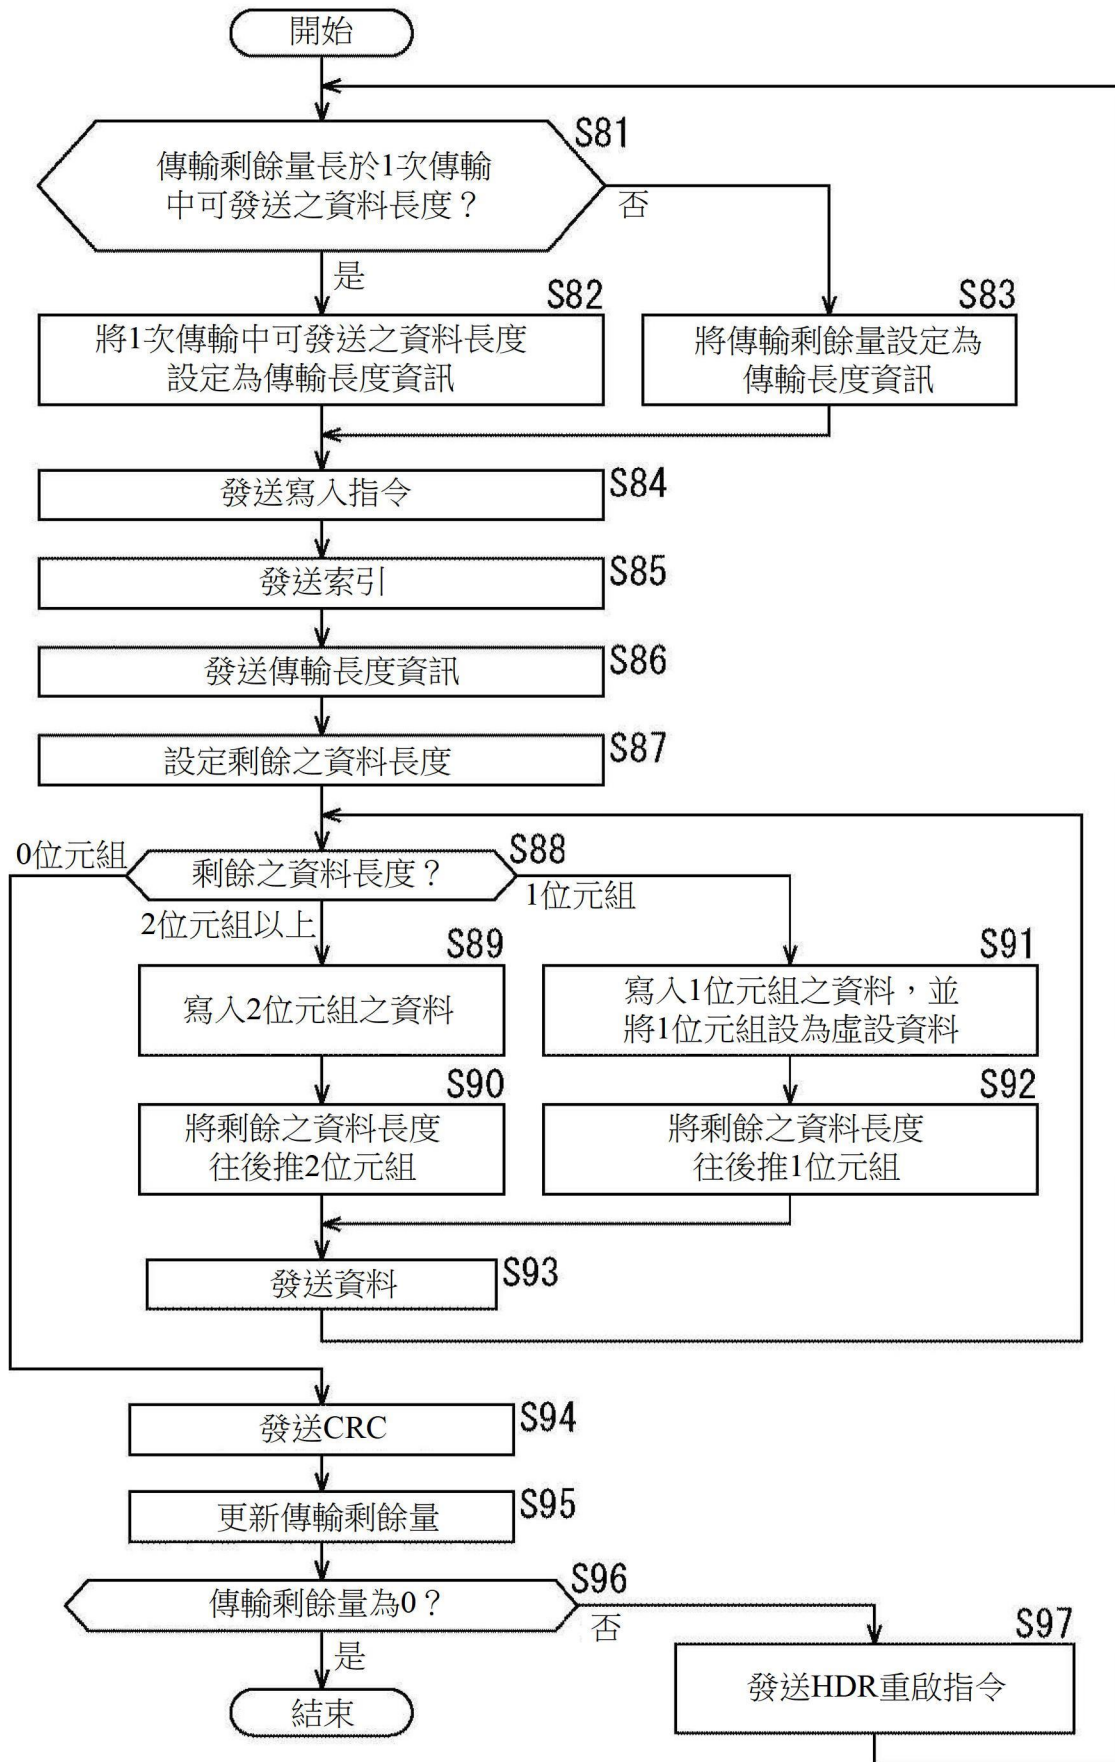 開始
S81
傳輸剩餘量長於1次傳輸
中可發送之資料長度？
否
是
S82
將1次傳輸中可發送之資料長度
設定為傳輸長度資訊
S83
將傳輸剩餘量設定為
傳輸長度資訊
發送寫入指令
S84
發送索引
S85
發送傳輸長度資訊
S86
設定剩餘之資料長度
S87
0位元組
剩餘之資料長度？
S88
1位元組
2位元組以上
S89
寫入2位元組之資料
S91
寫入1位元組之資料，並
將1位元組設為虛設資料
S90
將剩餘之資料長度
往後推2位元組
S92
將剩餘之資料長度
往後推1位元組
發送資料
S93
發送CRC
S94
更新傳輸剩餘量
S95
傳輸剩餘量為0？
S96
否
是
S97
發送HDR重啟指令
結束